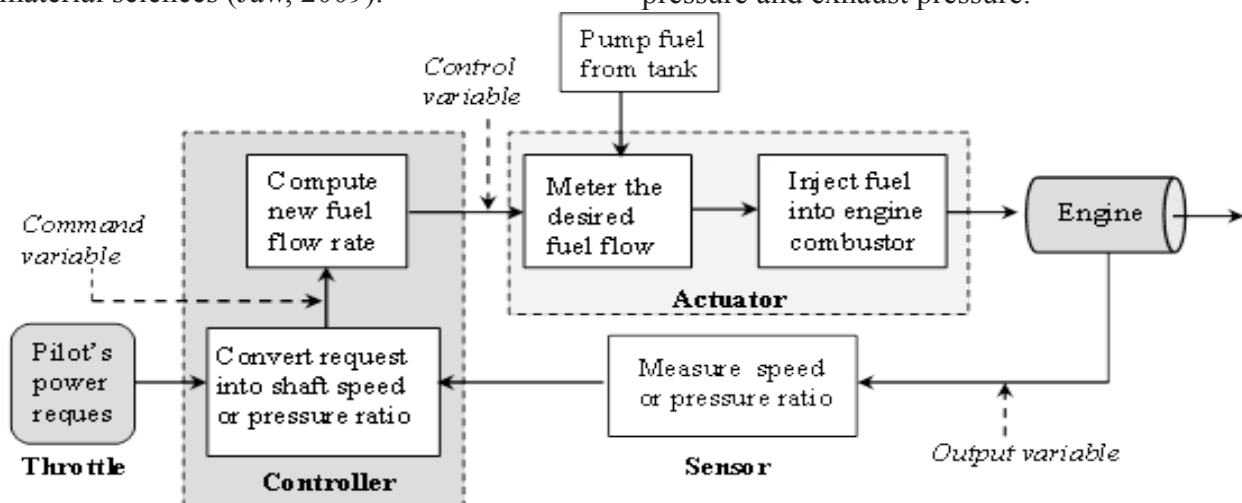 material sciences (Jaw, 2009).
pressure and exhaust pressure.
Pump fuel
from tank
Control
variable
Compute
new fuel
flow rate
Meter the
desired
fuel flow
Inject fuel
into engine
combustor
Engine
Command
variable
Actuator
Pilot's
power
reques
Convert request
into shaft speed
or pressure ratio
Measure speed
or pressure ratio
Throttle
Controller
Sensor
Output variable